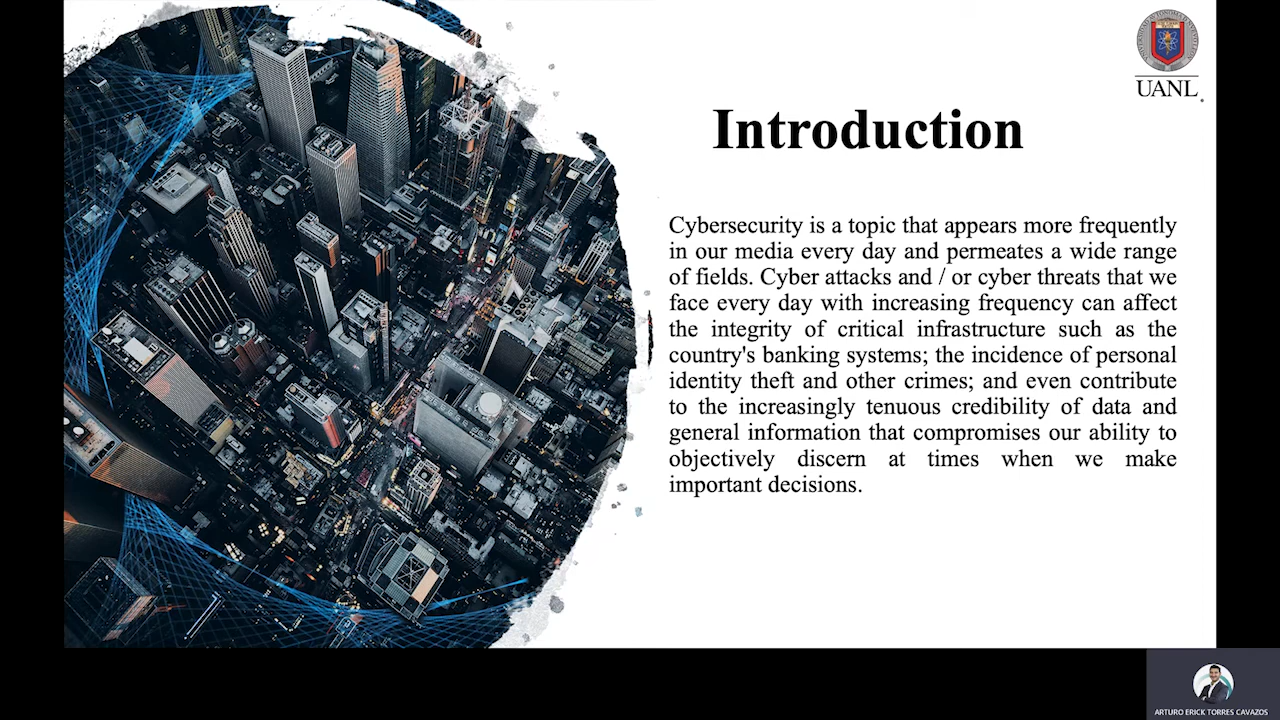 UANL
Introduction
Cybersecurity is a topic that appears more frequently
in our media every day and permeates a wide range
of fields. Cyber attacks and / or cyber threats that we
face every day with increasing frequency can affect
the integrity of critical infrastructure such as the
country's banking systems; the incidence of personal
identity theft and other crimes; and even contribute
to the increasingly tenuous credibility of data and
general information that compromises our ability to
objectively discern at times when we make
important decisions.
ARTURO ERICK TORRES CAVAZOS